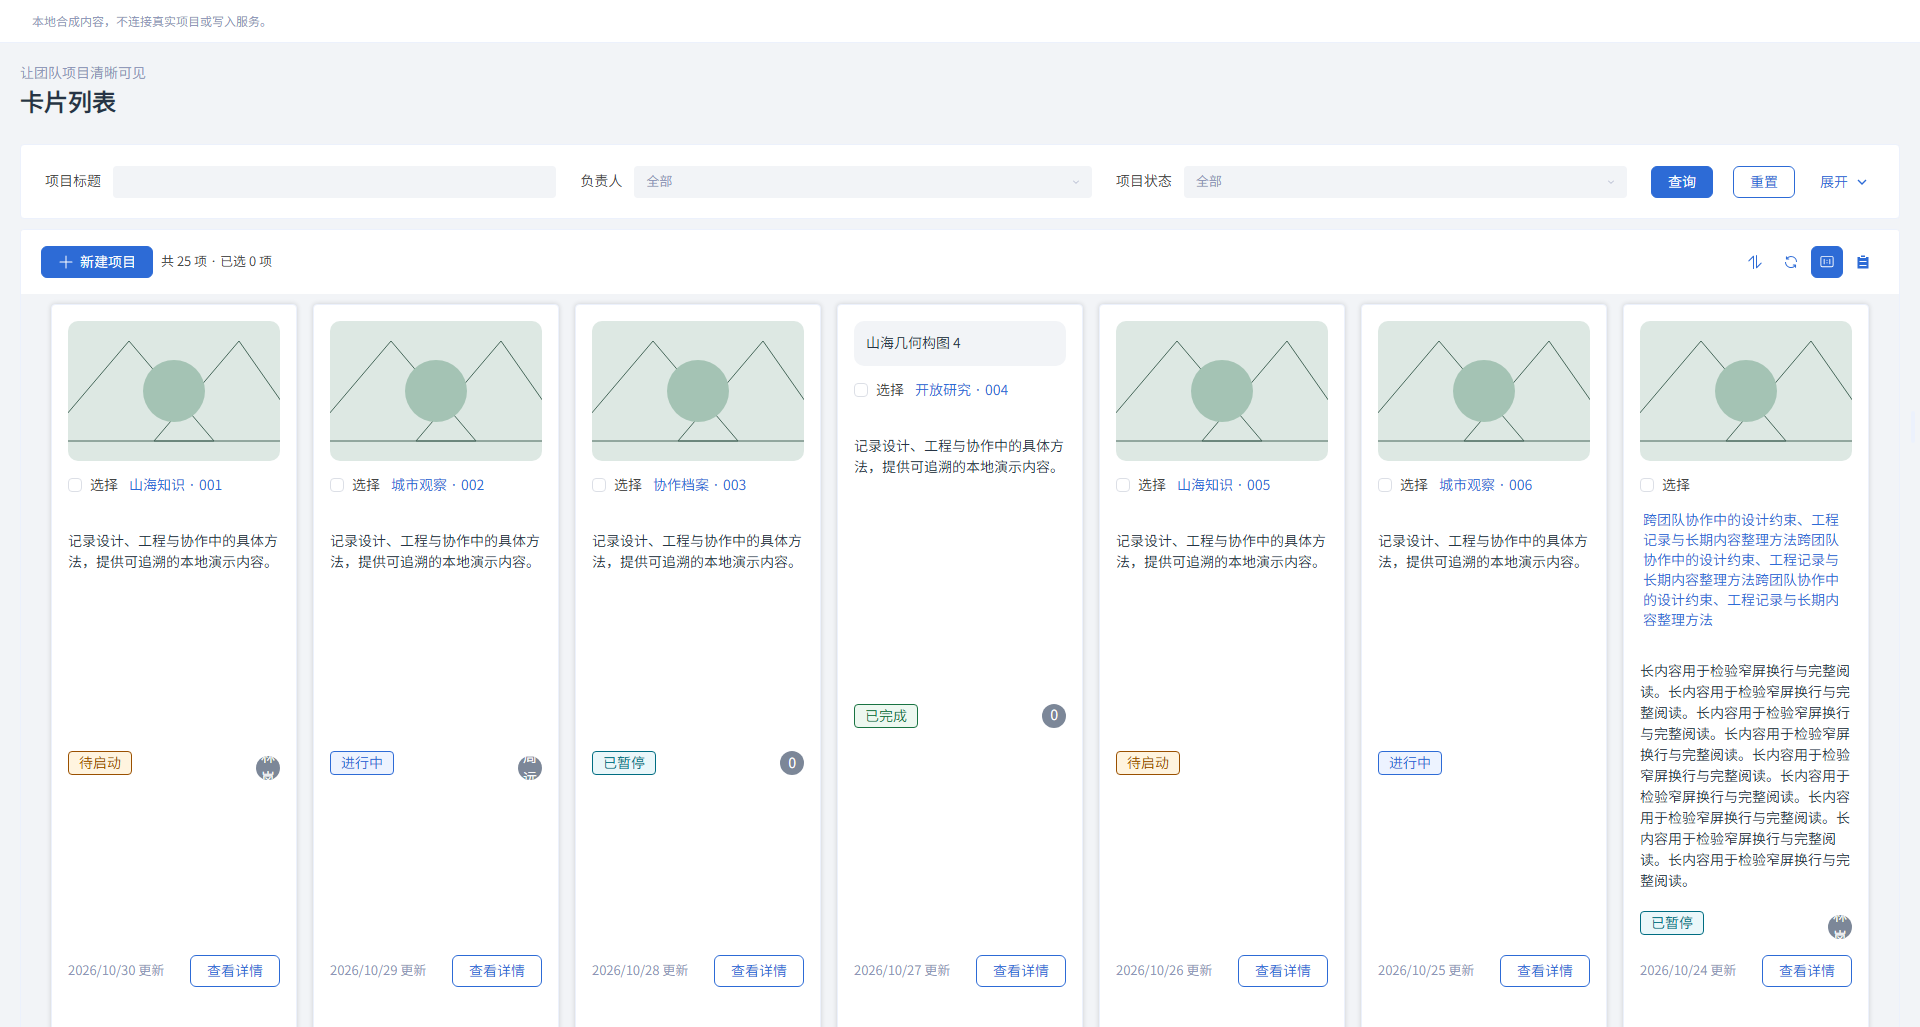 本地合成内容，不连接真实项目或写入服务。
让团队项目清晰可见
卡片列表
项目标题
负责人
全部
项目状态
全部
查询
重置
展开
新建项目
共 25 项 · 已选 0 项
选择
山海知识 · 001
记录设计、工程与协作中的具体方
法，提供可追溯的本地演示内容。
待启动
林
岚
2026/10/30 更新
查看详情
选择
城市观察 · 002
记录设计、工程与协作中的具体方
法，提供可追溯的本地演示内容。
进行中
周
远
2026/10/29 更新
查看详情
选择
协作档案 · 003
记录设计、工程与协作中的具体方
法，提供可追溯的本地演示内容。
已暂停
0
2026/10/28 更新
查看详情
山海几何构图 4
选择
开放研究 · 004
记录设计、工程与协作中的具体方
法，提供可追溯的本地演示内容。
已完成
0
2026/10/27 更新
查看详情
选择
山海知识 · 005
记录设计、工程与协作中的具体方
法，提供可追溯的本地演示内容。
待启动
2026/10/26 更新
查看详情
选择
城市观察 · 006
记录设计、工程与协作中的具体方
法，提供可追溯的本地演示内容。
进行中
2026/10/25 更新
查看详情
选择
跨团队协作中的设计约束、工程
记录与长期内容整理方法跨团队
协作中的设计约束、工程记录与
长期内容整理方法跨团队协作中
的设计约束、工程记录与长期内
容整理方法
长内容用于检验窄屏换行与完整阅
读。长内容用于检验窄屏换行与完
整阅读。长内容用于检验窄屏换行
与完整阅读。长内容用于检验窄屏
换行与完整阅读。长内容用于检验
窄屏换行与完整阅读。长内容用于
检验窄屏换行与完整阅读。长内容
用于检验窄屏换行与完整阅读。长
内容用于检验窄屏换行与完整阅
读。长内容用于检验窄屏换行与完
整阅读。
已暂停
林
岚
2026/10/24 更新
查看详情